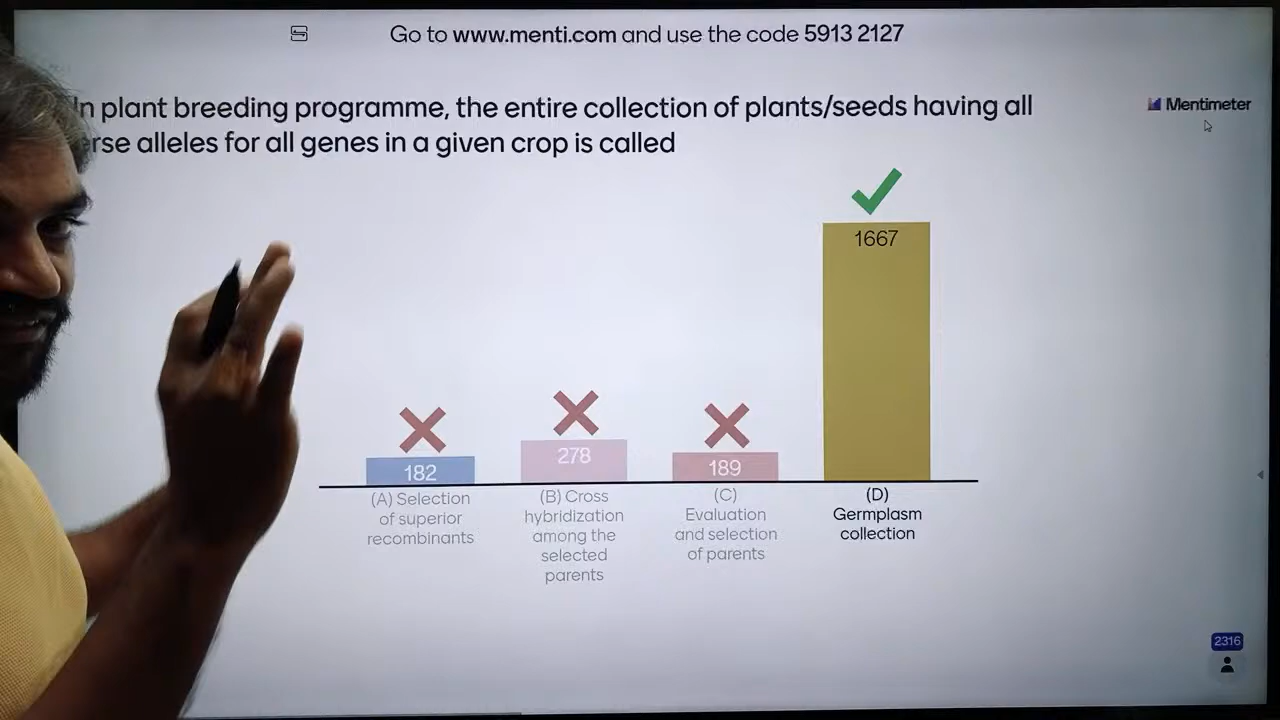 Go to www.menti.com and use the code 5913 2127
Mentimeter
In plant breeding programme, the entire collection of plants/seeds having all
erse alleles for all genes in a given crop is called
1667
182
278
189
(A) Selection
of superior
recombinants
(B) Cross
hybridization
among the
selected
parents
(C)
Evaluation
and selection
of parents
(D)
Germplasm
collection
2316